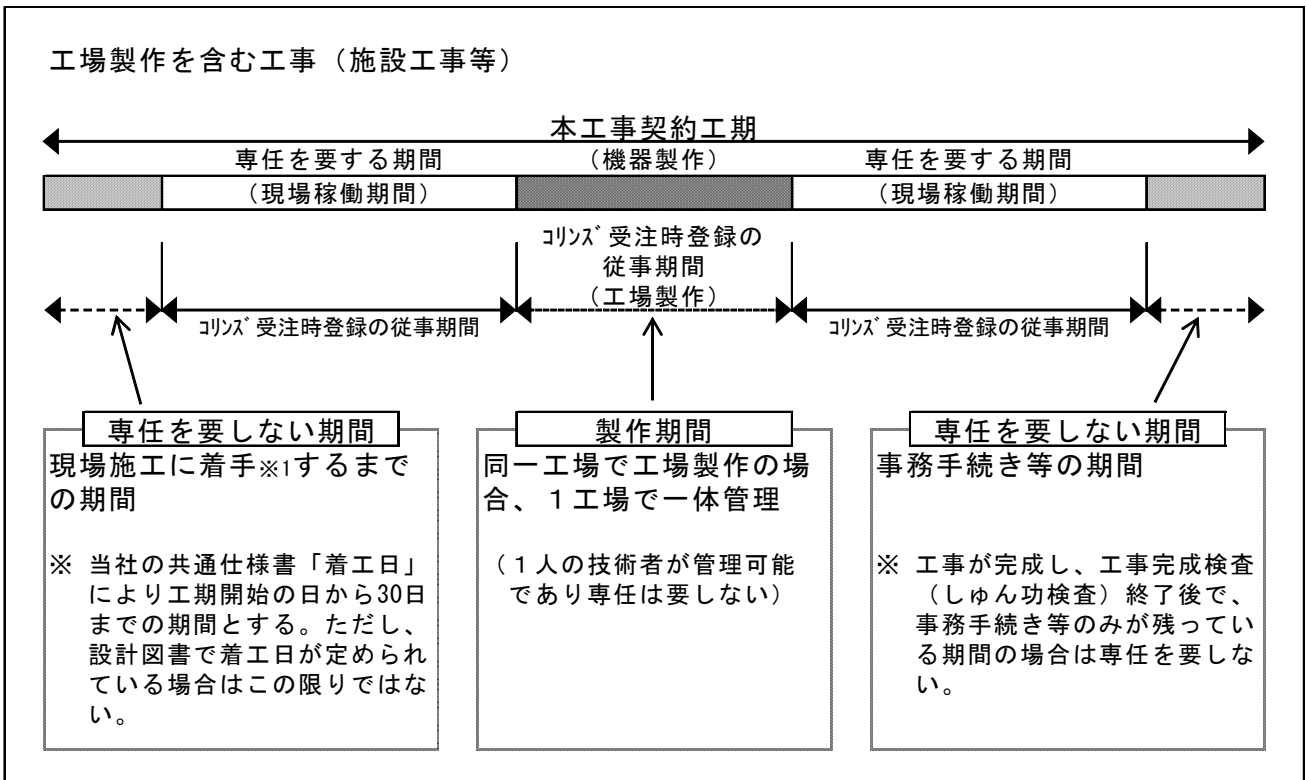 工場製作を含む工事（施設工事等）
本工事契約工期
専任を要する期間
（機器製作）
専任を要する期間
（現場稼働期間）
（現場稼働期間）
ｺﾘﾝｽﾞ受注時登録の
従事期間
（工場製作）
ｺﾘﾝｽﾞ受注時登録の従事期間
ｺﾘﾝｽﾞ受注時登録の従事期間
専任を要しない期間
現場施工に着手※1するまで
の期間
※ 当社の共通仕様書「着工日」
により工期開始の日から30日
までの期間とする。ただし、
設計図書で着工日が定められ
ている場合はこの限りではな
い。
製作期間
同一工場で工場製作の場
合、１工場で一体管理
（１人の技術者が管理可能
であり専任は要しない）
専任を要しない期間
事務手続き等の期間
※ 工事が完成し、工事完成検査
（しゅん功検査）終了後で、
事務手続き等のみが残ってい
る期間の場合は専任を要しな
い。